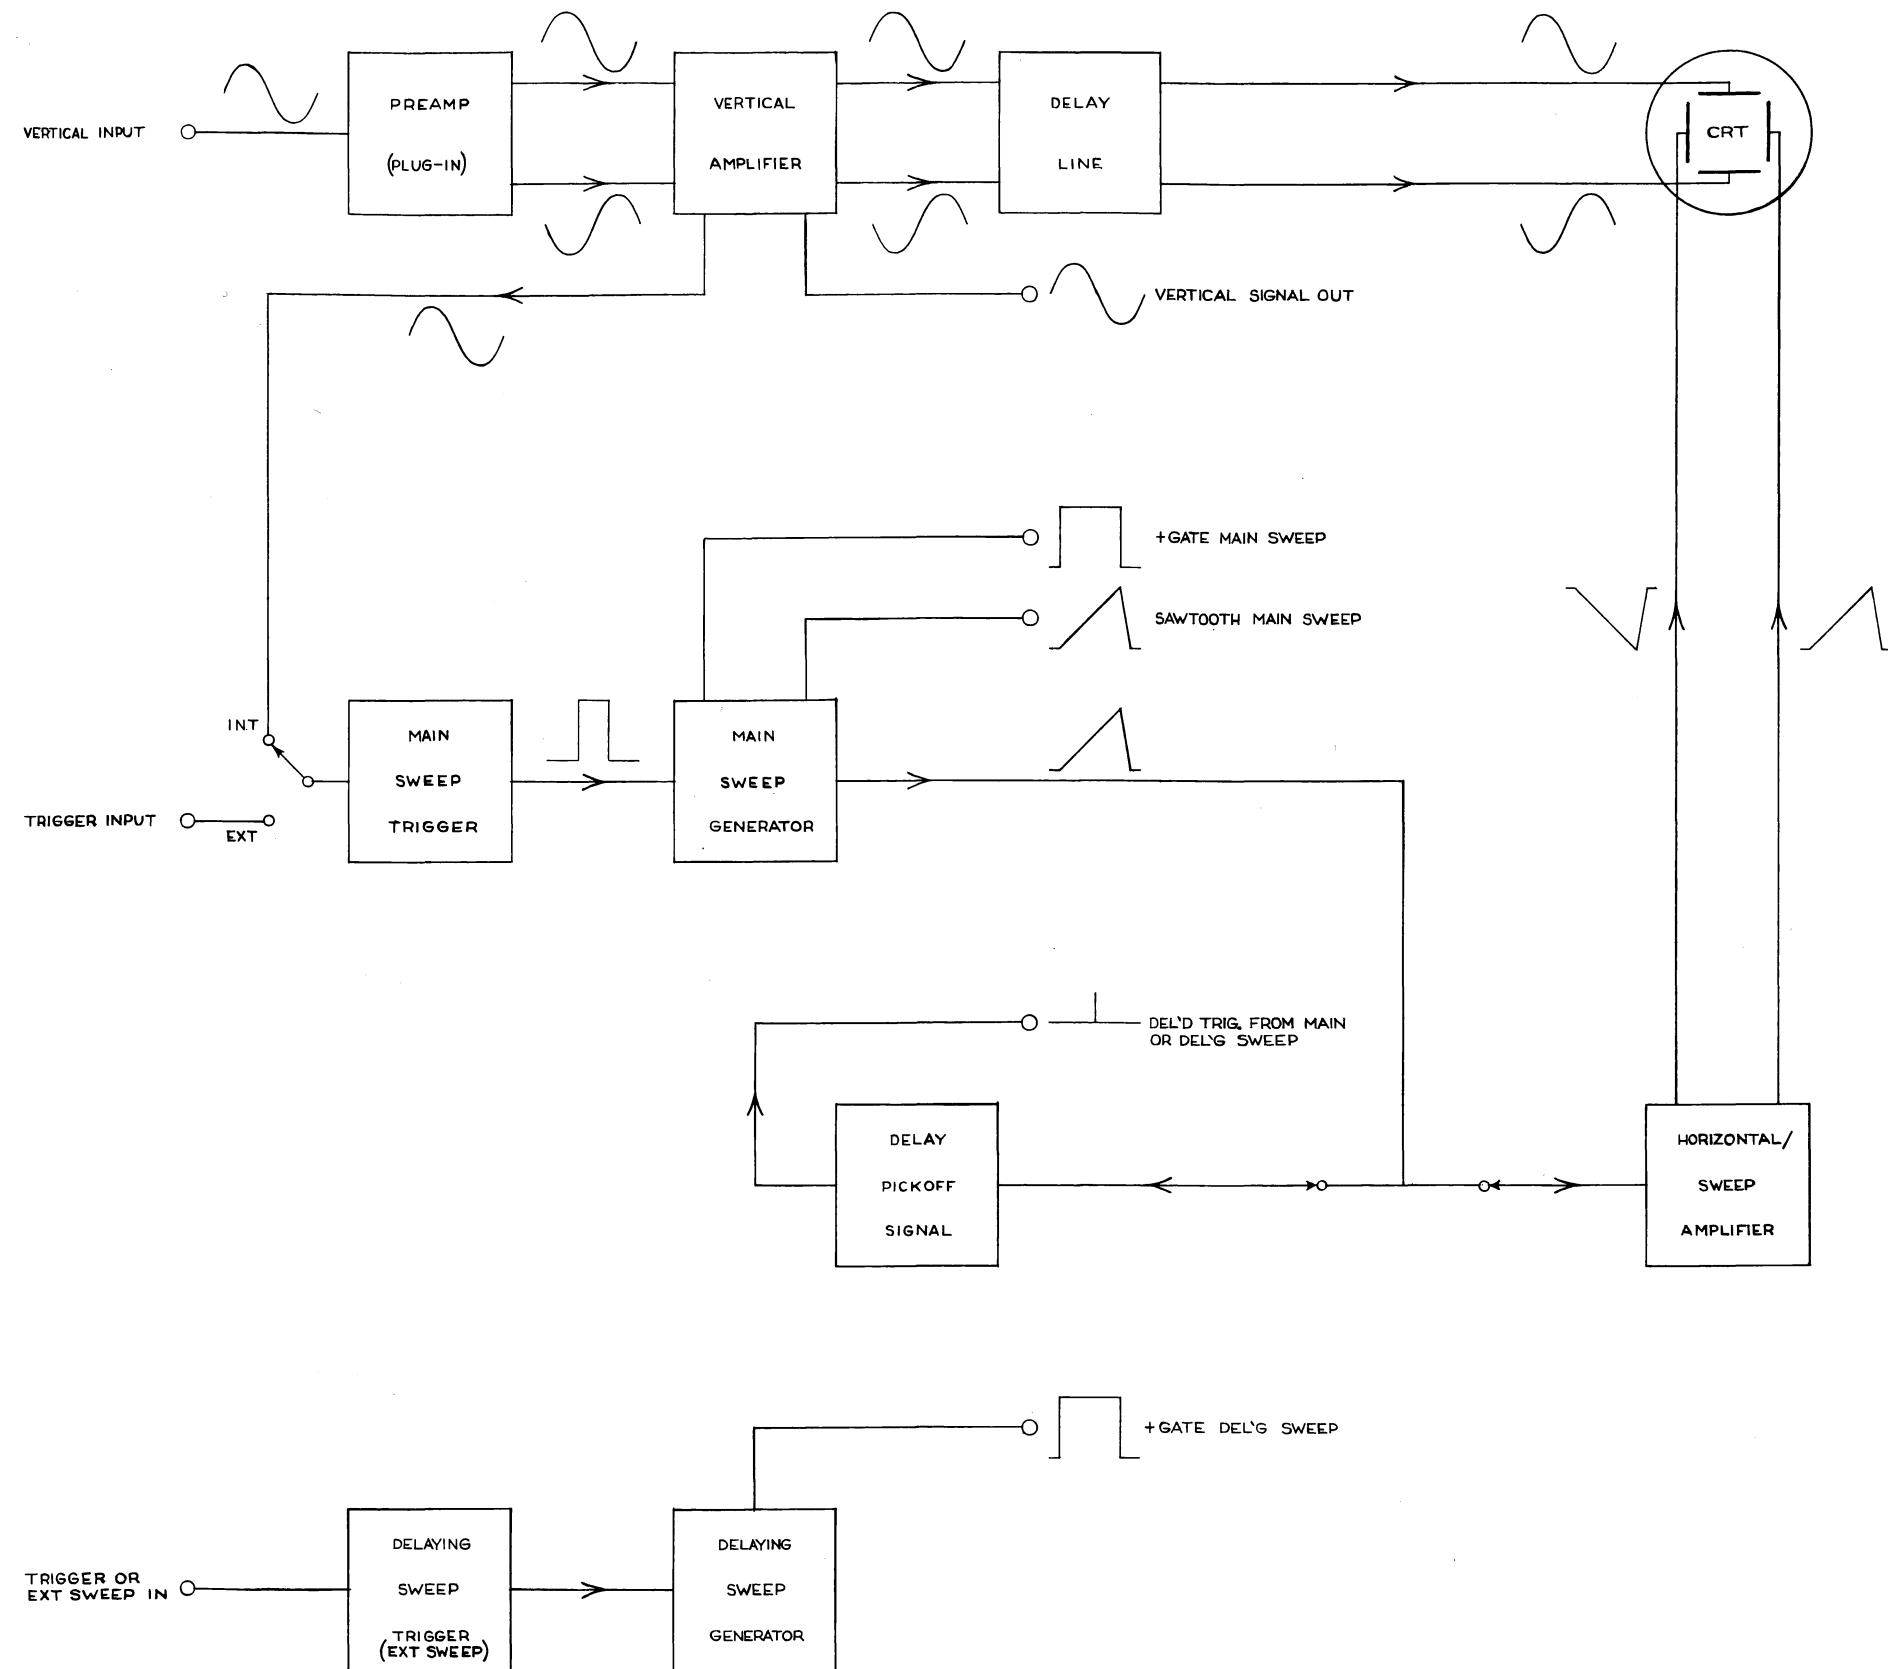 VERTICAL INPUT
PREAMP
(PLUG-IN)
VERTICAL
AMPLIFIER
DELAY
LINE
CRT
VERTICAL SIGNAL OUT
+GATE MAIN SWEEP
SAWTOOTH MAIN SWEEP
INT
TRIGGER INPUT
EXT
MAIN
SWEEP
TRIGGER
MAIN
SWEEP
GENERATOR
DEL'D TRIG. FROM MAIN
OR DEL'G SWEEP
DELAY
PICKOFF
SIGNAL
HORIZONTAL/
SWEEP
AMPLIFIER
+GATE DEL'G SWEEP
TRIGGER OR
EXT SWEEP IN
DELAYING
SWEEP
TRIGGER
(EXT SWEEP)
DELAYING
SWEEP
GENERATOR